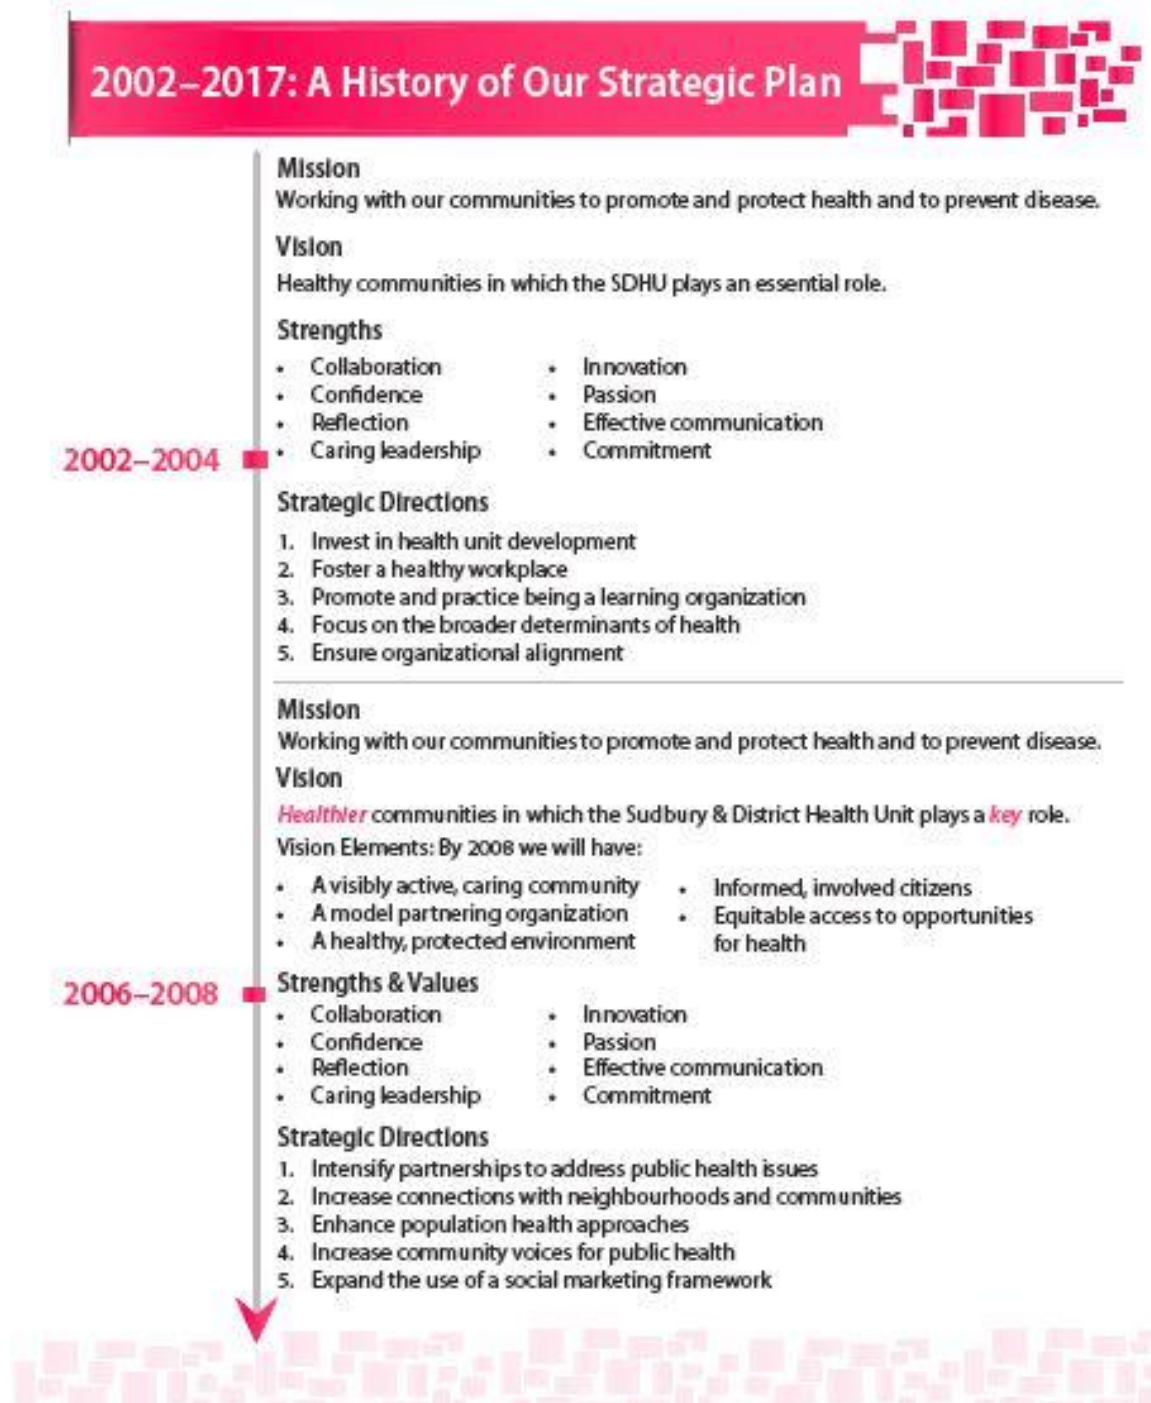 2002–2017: A History of Our Strategic Plan
Mission
Working with our communities to promote and protect health and to prevent disease.
Vision
Healthy communities in which the SDHU plays an essential role.
Strengths
• Collaboration
• Confidence
• Reflection
• Caring leadership
• Innovation
• Passion
• Effective communication
• Commitment
2002–2004
Strategic Directions
1. Invest in health unit development
2. Foster a healthy workplace
3. Promote and practice being a learning organization
4. Focus on the broader determinants of health
5. Ensure organizational alignment
Mission
Working with our communities to promote and protect health and to prevent disease.
Vision
Healthier communities in which the Sudbury & District Health Unit plays a key role.
Vision Elements: By 2008 we will have:
• A visibly active, caring community
• A model partnering organization
• A healthy, protected environment
• Informed, involved citizens
• Equitable access to opportunities
for health
2006–2008
Strengths & Values
• Collaboration
• Confidence
• Reflection
• Caring leadership
• Innovation
• Passion
• Effective communication
• Commitment
Strategic Directions
1. Intensify partnerships to address public health issues
2. Increase connections with neighbourhoods and communities
3. Enhance population health approaches
4. Increase community voices for public health
5. Expand the use of a social marketing framework